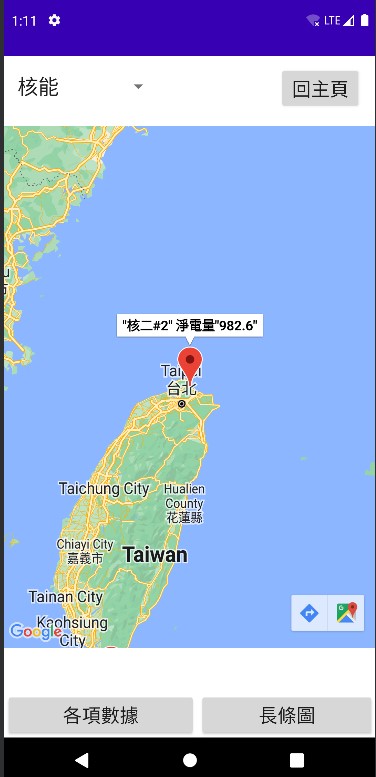 1:11
LTE
核能
回主頁
"核二#2" 淨電量"982.6"
Taipei
台北
Taichung City
Hualien
County
花蓮縣
Chiayi City
嘉義市
Taiwan
Tainan City
Kaohsiung
City
Google
各項數據
長條圖